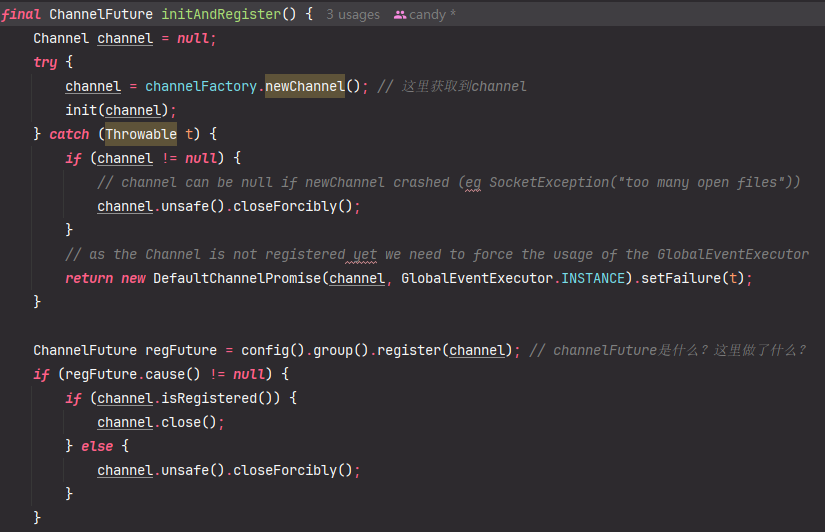 final ChannelFuture initAndRegister() { 3 usages candy *
Channel channel = null;
try {
channel = channelFactory.newChannel(); // 这里获取到channel
init(channel);
} catch (Throwable t) {
if (channel != null) {
// channel can be null if newChannel crashed (eg SocketException("too many open files"))
channel.unsafe().closeForcibly();
}
// as the Channel is not registered yet we need to force the usage of the GlobalEventExecutor
return new DefaultChannelPromise(channel, GlobalEventExecutor.INSTANCE).setFailure(t);
}
ChannelFuture regFuture = config().group().register(channel); // channelFuture是什么？这里做了什么？
if (regFuture.cause() != null) {
if (channel.isRegistered()) {
channel.close();
} else {
channel.unsafe().closeForcibly();
}
}